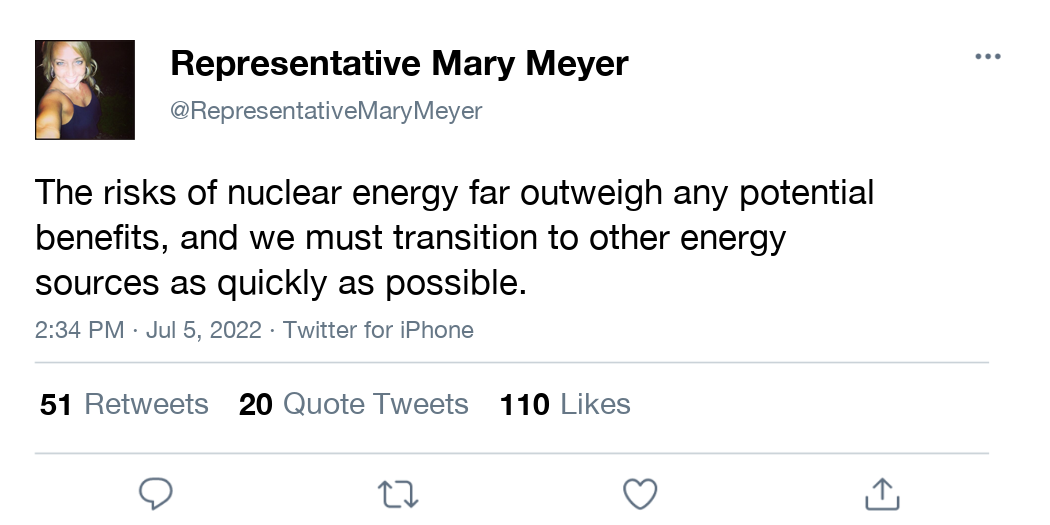 Representative Mary Meyer
@RepresentativeMaryMeyer
The risks of nuclear energy far outweigh any potential
benefits, and we must transition to other energy
sources as quickly as possible.
2:34 PM · Jul 5, 2022 · Twitter for iPhone
51 Retweets 20 Quote Tweets 110 Likes